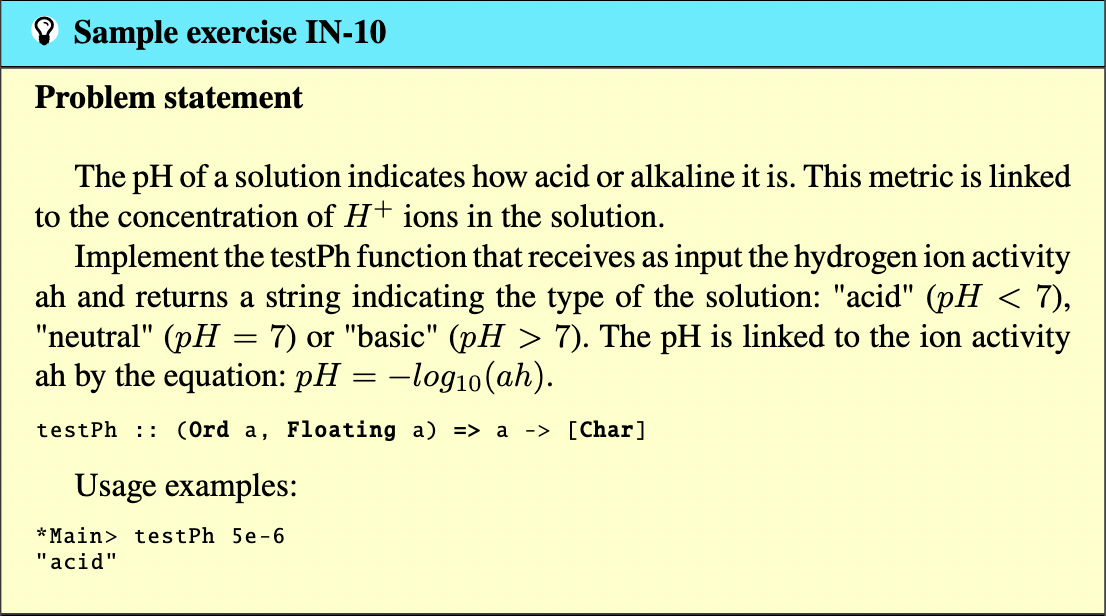 Sample exercise IN-10
Problem statement
The pH of a solution indicates how acid or alkaline it is. This metric is linked
to the concentration of H⁺ ions in the solution.
Implement the testPh function that receives as input the hydrogen ion activity
ah and returns a string indicating the type of the solution: "acid" (pH < 7),
"neutral" (pH = 7) or "basic" (pH > 7). The pH is linked to the ion activity
ah by the equation: pH = −log₁₀(ah).
testPh :: (Ord a, Floating a) => a -> [Char]
Usage examples:
*Main> testPh 5e-6
"acid"